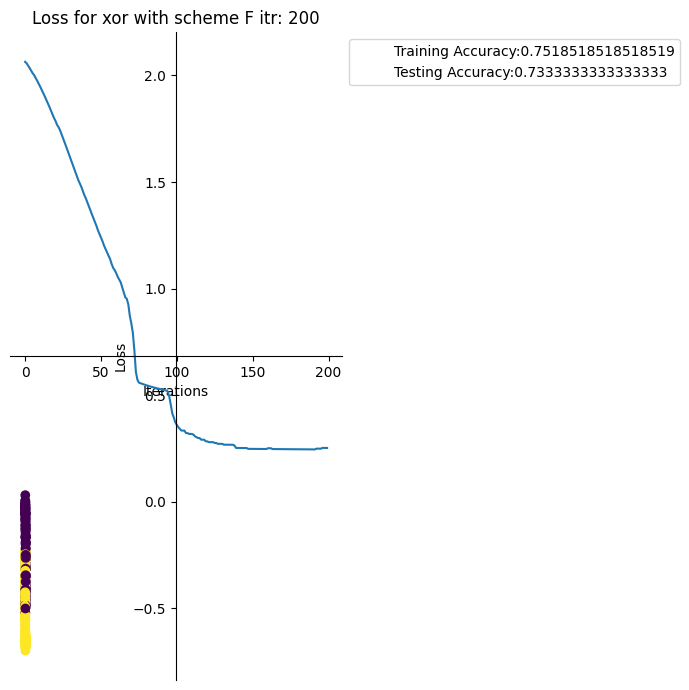 Loss for xor with scheme F itr: 200
Training Accuracy:0.7518518518518519
Testing Accuracy:0.7333333333333333
2.0
1.5
1.0
Loss
0 50 100 150 200
Iterations
0.5
0.0
−0.5